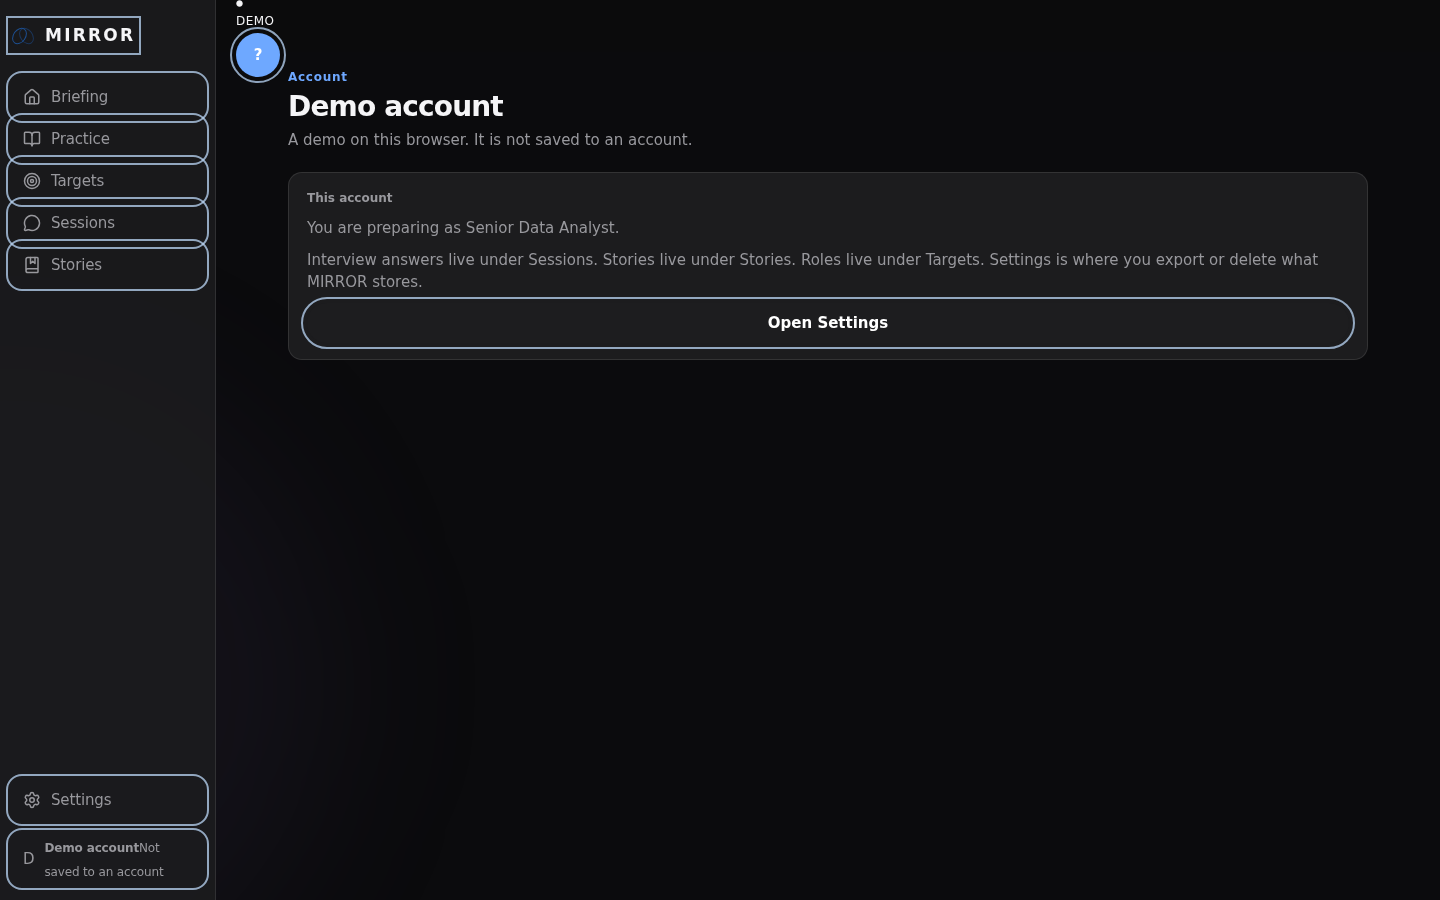 MIRROR
Briefing
Practice
Targets
Sessions
Stories
Settings
D
Demo accountNot
saved to an account
DEMO
?
Account
Demo account
A demo on this browser. It is not saved to an account.
This account
You are preparing as Senior Data Analyst.
Interview answers live under Sessions. Stories live under Stories. Roles live under Targets. Settings is where you export or delete what
MIRROR stores.
Open Settings